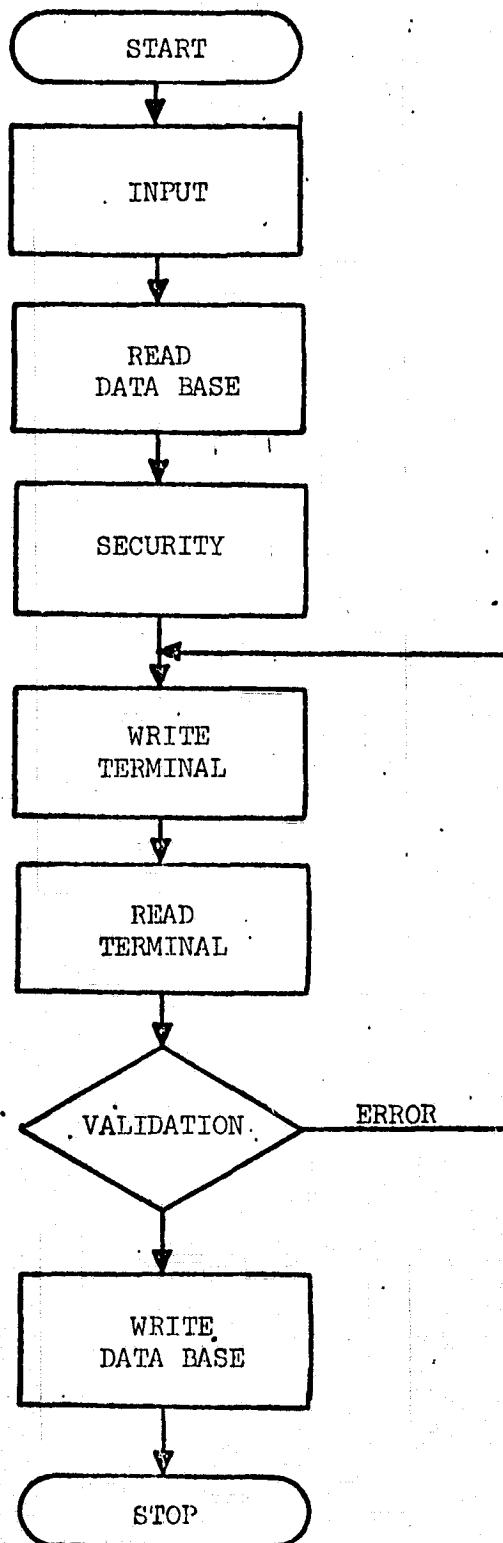 START
INPUT
READ
DATA BASE
SECURITY
WRITE
TERMINAL
READ
TERMINAL
VALIDATION
ERROR
WRITE
DATA BASE
STOP